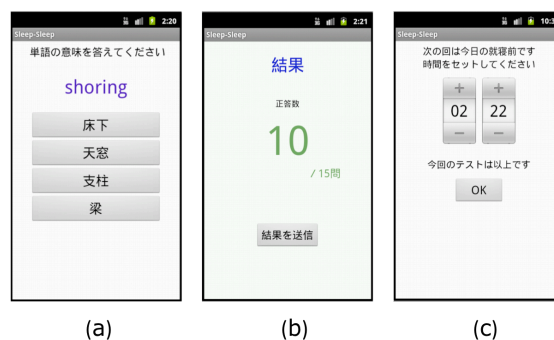 2:20
Sleep-Sleep
単語の意味を答えてください
shoring
床下
天窓
支柱
梁
(a)
2:21
Sleep-Sleep
結果
正答数
10
/ 15問
結果を送信
(b)
Sleep-Sleep
次の回は今日の就寝前です
時間をセットしてください
+ +
02 22
− −
今回のテストは以上です
OK
(c)